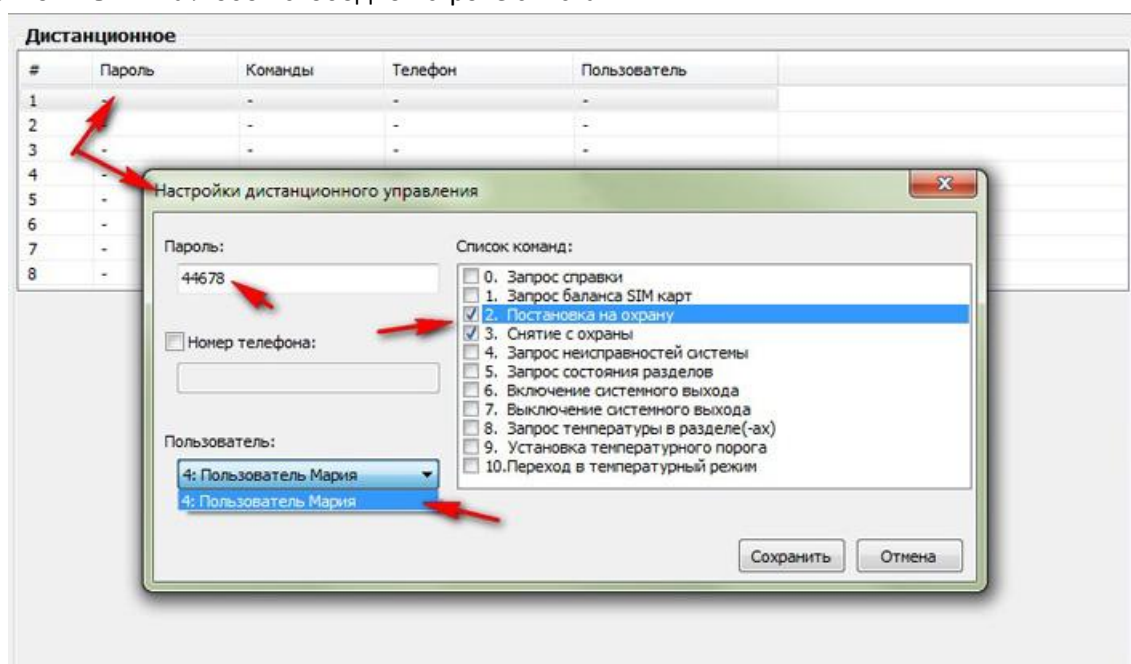 Дистанционное
# Пароль Команды Телефон Пользователь
1 - - - -
2 - - -
3 - - - -
4 -
5 -
6 -
7 -
8 -
Настройки дистанционного управления
Пароль:
44678
Номер телефона:
Пользователь:
4: Пользователь Мария
4: Пользователь Мария
Список команд:
0. Запрос справки
1. Запрос баланса SIM карт
2. Постановка на охрану
3. Снятие с охраны
4. Запрос неисправностей системы
5. Запрос состояния разделов
6. Включение системного выхода
7. Выключение системного выхода
8. Запрос температуры в разделе(-ах)
9. Установка температурного порога
10.Переход в температурный режим
Сохранить Отмена